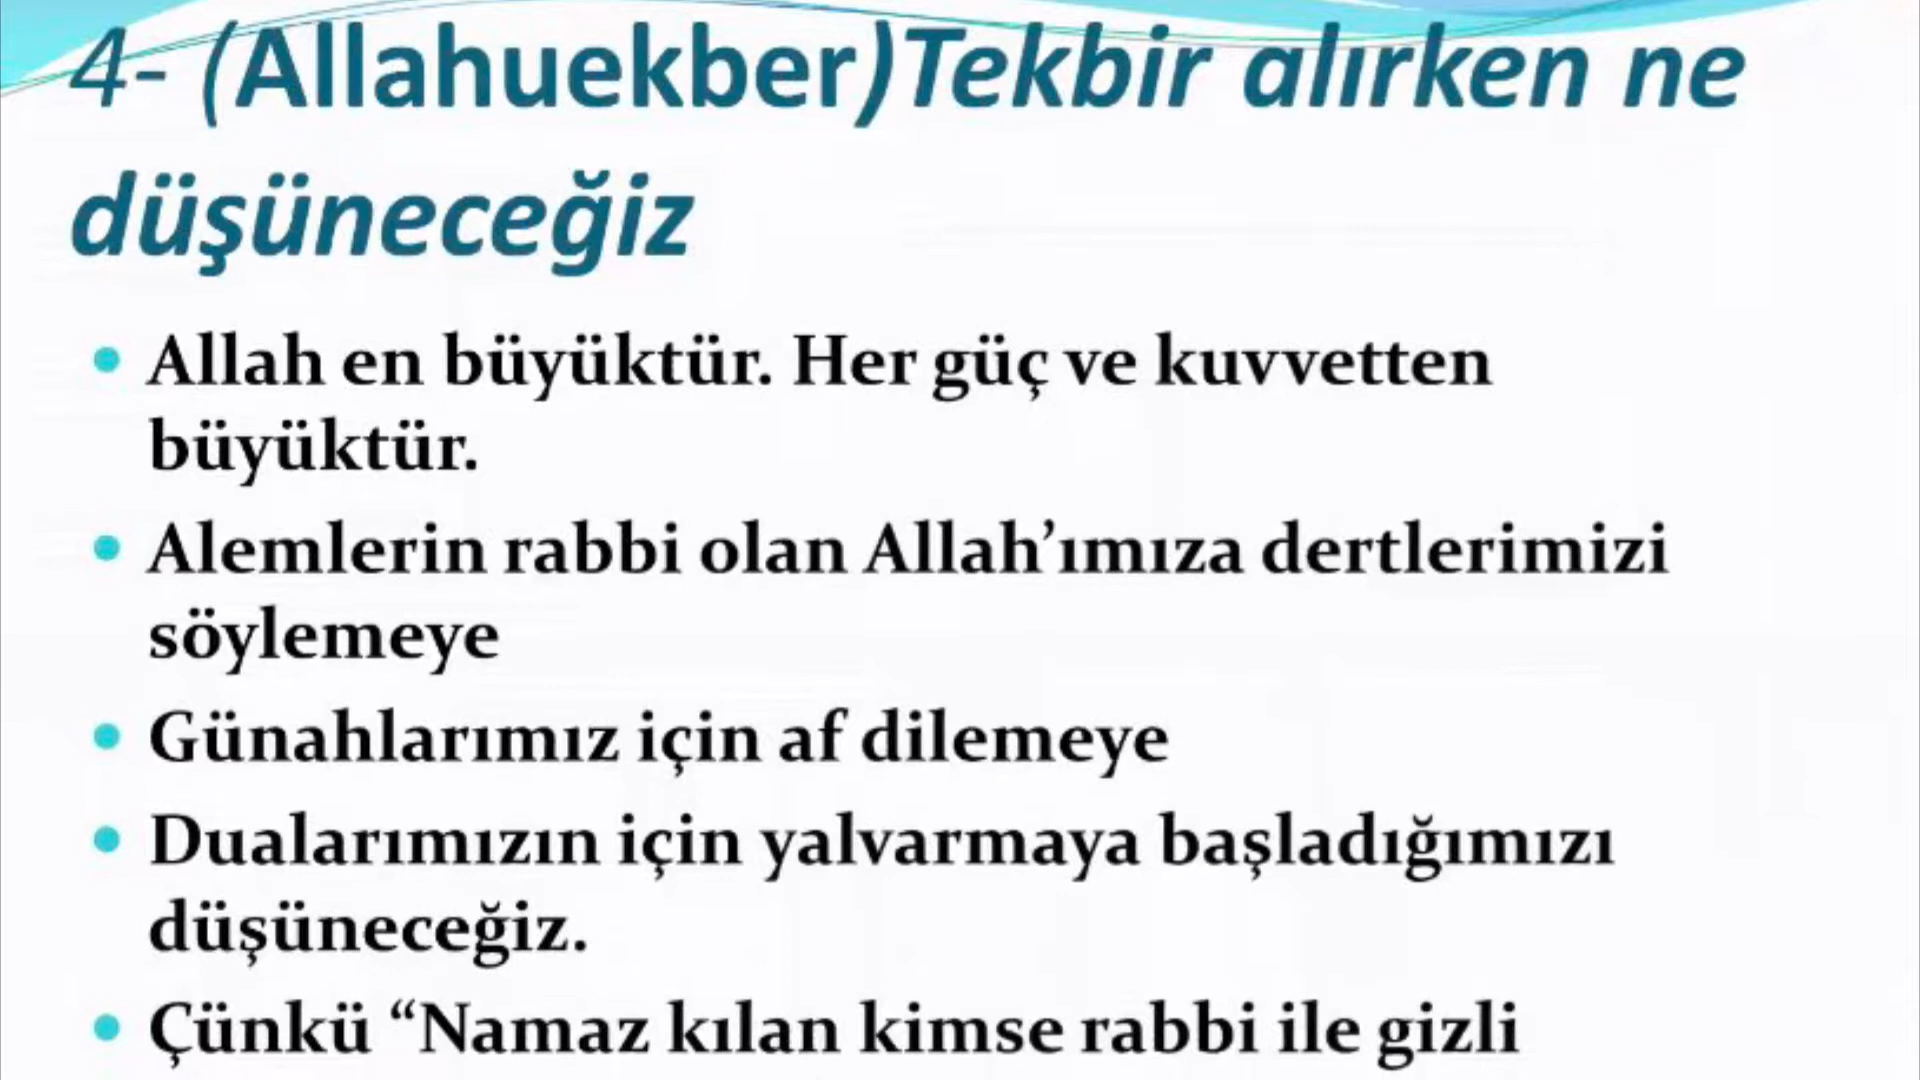 4- (Allahuekber)Tekbir alırken ne
düşüneceğiz
• Allah en büyüktür. Her güç ve kuvvetten
büyüktür.
• Alemlerin rabbi olan Allah’ımıza dertlerimizi
söylemeye
• Günahlarımız için af dilemeye
• Dualarımızın için yalvarmaya başladığımızı
düşüneceğiz.
• Çünkü “Namaz kılan kimse rabbi ile gizli